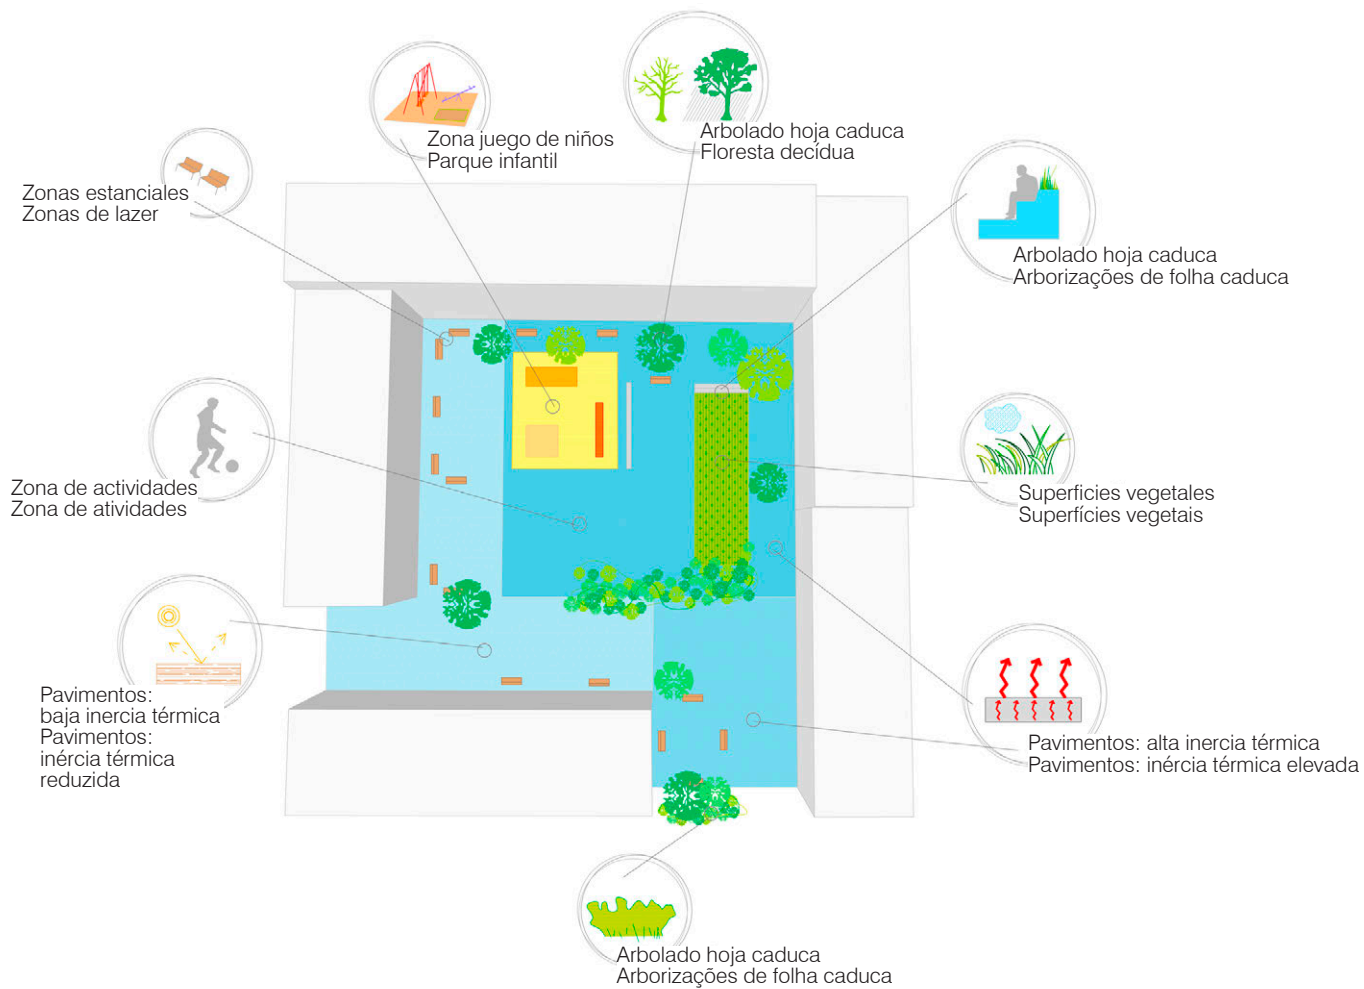 Arbolado hoja caduca
Floresta decídua
Zona juego de niños
Parque infantil
Zonas estanciales
Zonas de lazer
Arbolado hoja caduca
Arborizações de folha caduca
Zona de actividades
Zona de atividades
Superficies vegetales
Superfícies vegetais
Pavimentos:
baja inercia térmica
Pavimentos:
inércia térmica
reduzida
Pavimentos: alta inercia térmica
Pavimentos: inércia térmica elevada
Arbolado hoja caduca
Arborizações de folha caduca